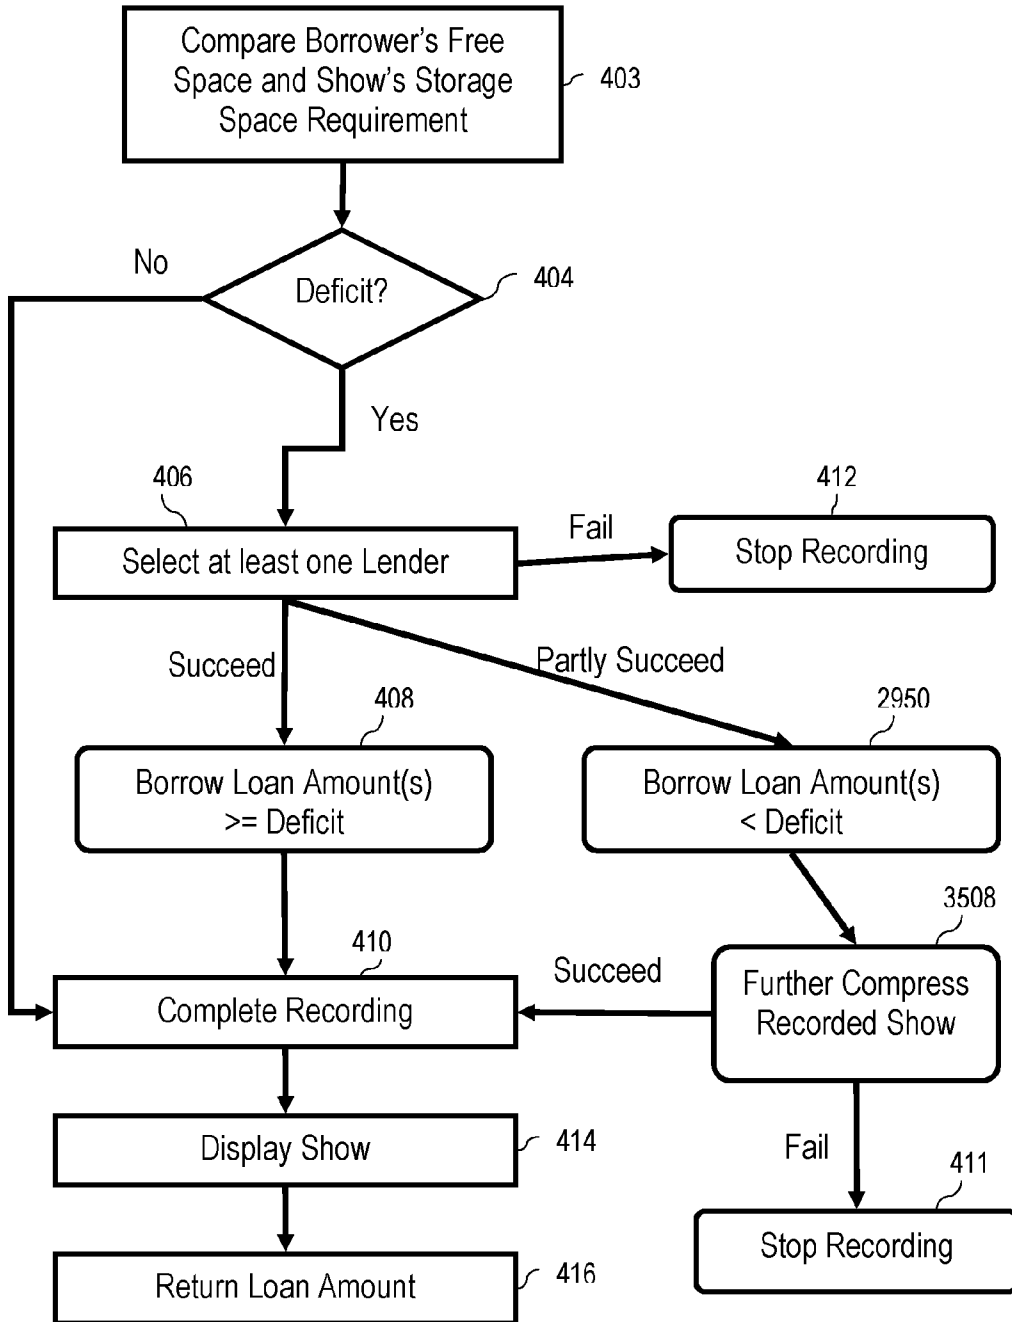 Compare Borrower’s Free
Space and Show’s Storage
Space Requirement
403
No
Deficit?
404
Yes
406
412
Select at least one Lender
Fail
Stop Recording
Succeed
Partly Succeed
408
2950
Borrow Loan Amount(s)
>= Deficit
Borrow Loan Amount(s)
< Deficit
3508
410
Succeed
Further Compress
Recorded Show
Complete Recording
Display Show
414
Fail
411
Stop Recording
Return Loan Amount
416